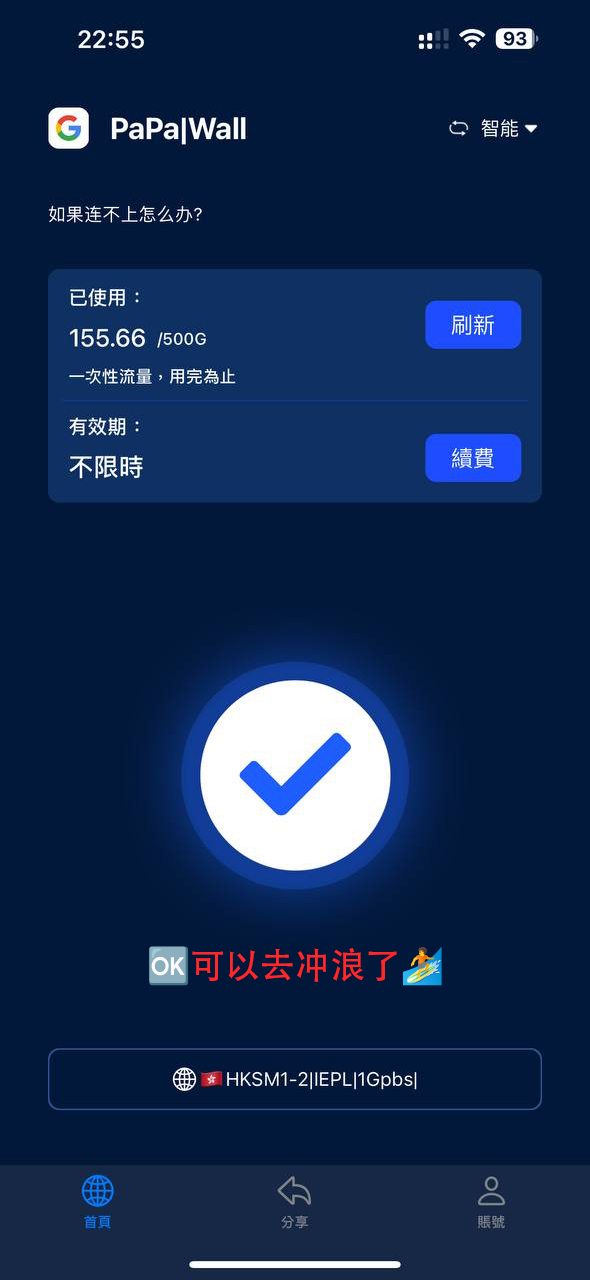 22:55
93
PaPa|Wall
智能
如果连不上怎么办?
已使用：
155.66 /500G
刷新
一次性流量，用完為止
有效期：
不限時
續費
🆗可以去冲浪了🏄
🇭🇰HKSM1-2|IEPL|1Gpbs|
首頁
分享
賬號